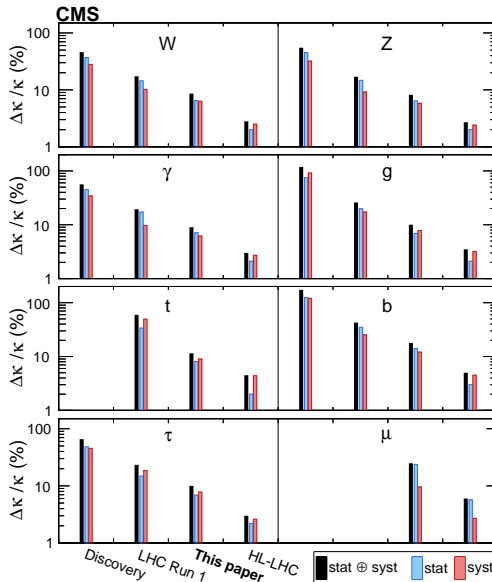 CMS
W
Z
Δκ/κ (%)
100
10
1
γ
g
Δκ/κ (%)
100
10
1
t
b
Δκ/κ (%)
100
10
1
τ
μ
Δκ/κ (%)
100
10
1
Discovery
LHC Run 1
This paper
HL-LHC
stat ⊕ syst
stat
syst